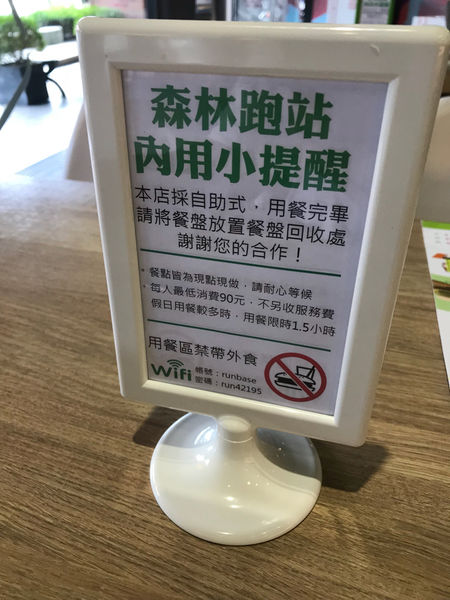 森林跑站
內用小提醒
本店採自助式，用餐完畢
請將餐盤放置餐盤回收處
謝謝您的合作！
・餐點皆為現點現做，請耐心等候
・每人最低消費90元，不另收服務費
假日用餐較多時，用餐限時1.5小時
用餐區禁帶外食
Wifi 帳號：runbase
密碼：run42195